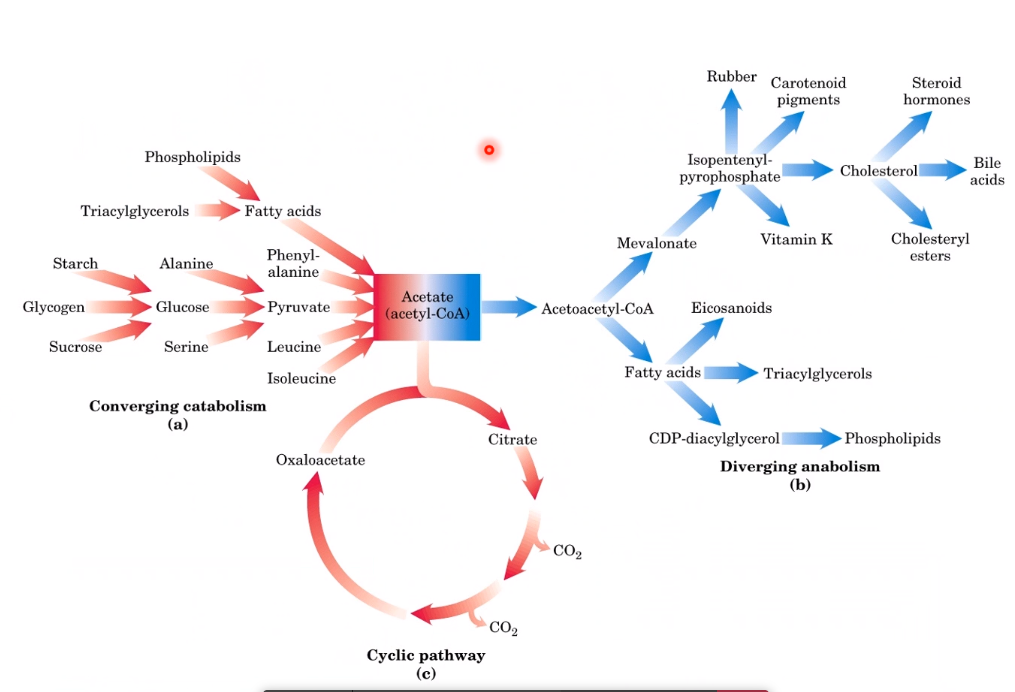 Rubber
Carotenoid
pigments
Steroid
hormones
Phospholipids
Isopentenyl-
pyrophosphate
Cholesterol
Bile
acids
Triacylglycerols
Fatty acids
Mevalonate
Vitamin K
Cholesteryl
esters
Starch
Alanine
Phenyl-
alanine
Glycogen
Glucose
Pyruvate
Acetate
(acetyl-CoA)
Acetoacetyl-CoA
Eicosanoids
Sucrose
Serine
Leucine
Isoleucine
Fatty acids
Triacylglycerols
Converging catabolism
(a)
CDP-diacylglycerol
Phospholipids
Diverging anabolism
(b)
Citrate
Oxaloacetate
CO2
CO2
Cyclic pathway
(c)